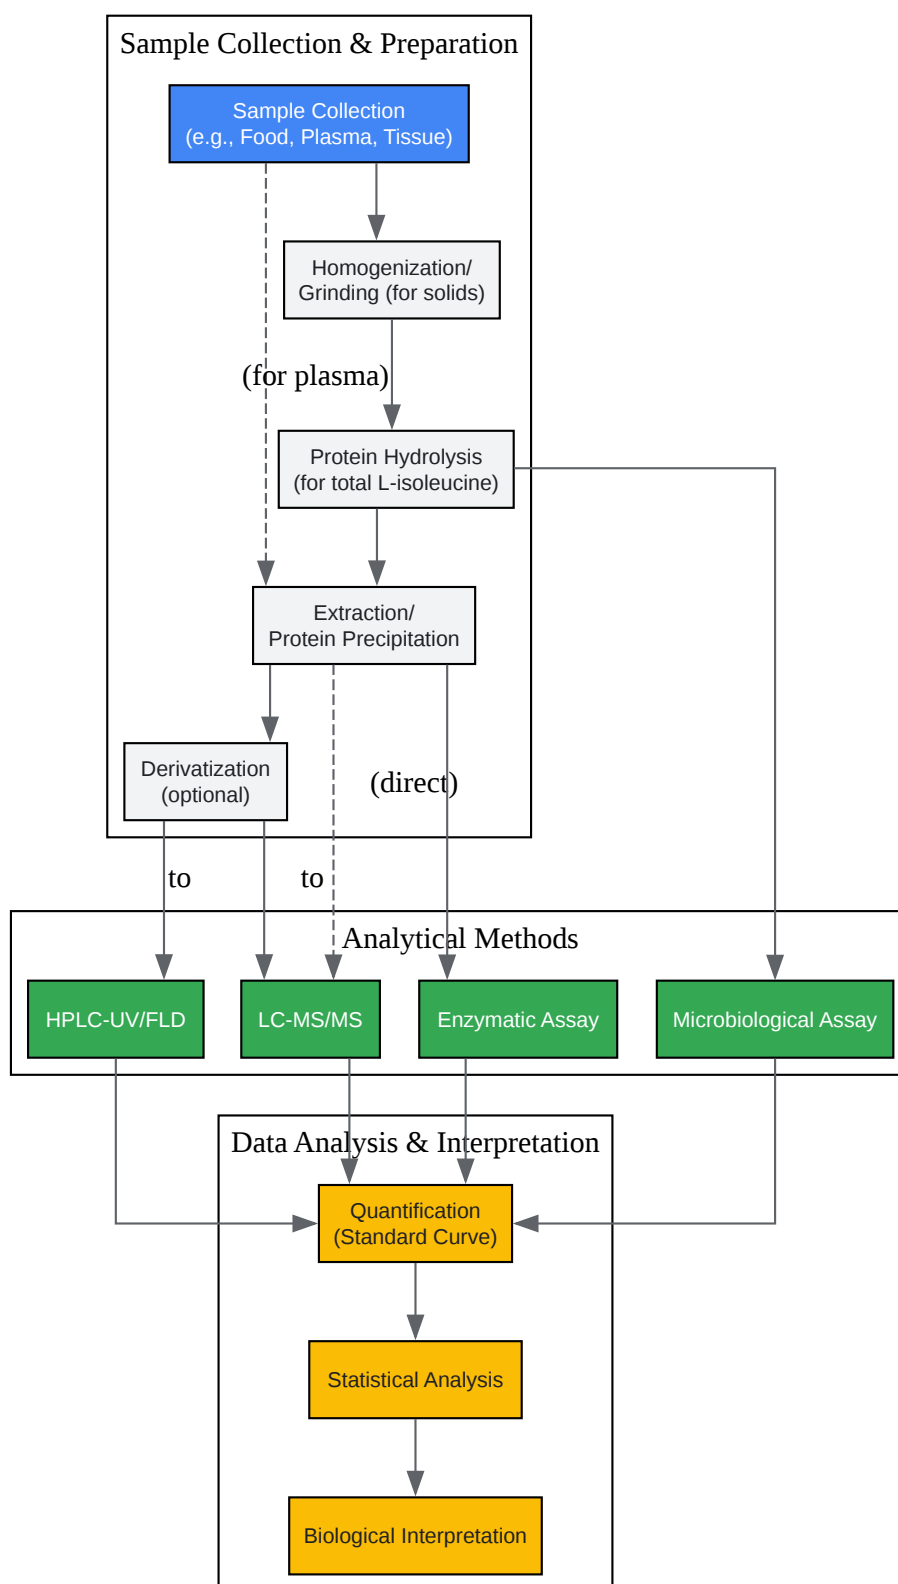 Sample Collection & Preparation
Sample Collection
(e.g., Food, Plasma, Tissue)
Homogenization/
Grinding (for solids)
(for plasma)
Protein Hydrolysis
(for total L-isoleucine)
Extraction/
Protein Precipitation
Derivatization
(optional)
(direct)
to
to
Analytical Methods
HPLC-UV/FLD
LC-MS/MS
Enzymatic Assay
Microbiological Assay
Data Analysis & Interpretation
Quantification
(Standard Curve)
Statistical Analysis
Biological Interpretation